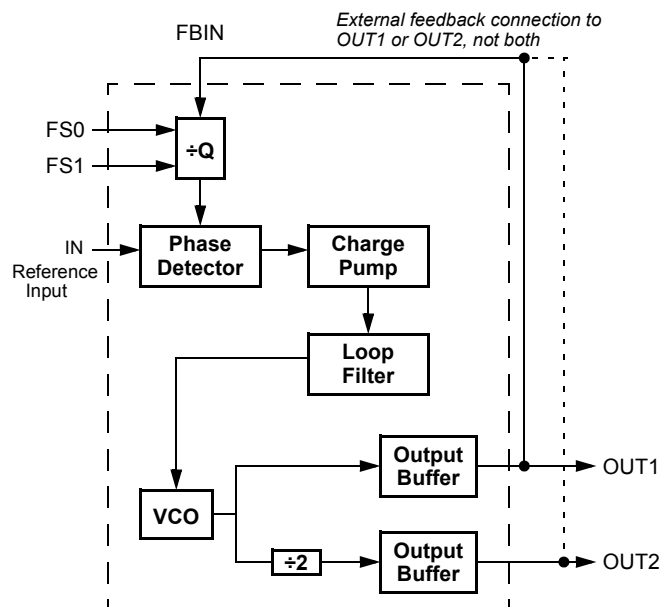 External feedback connection to
OUT1 or OUT2, not both
FBIN
FS0
FS1
÷Q
IN
Reference
Input
Phase
Detector
Charge
Pump
Loop
Filter
VCO
Output
Buffer
OUT1
÷2
Output
Buffer
OUT2